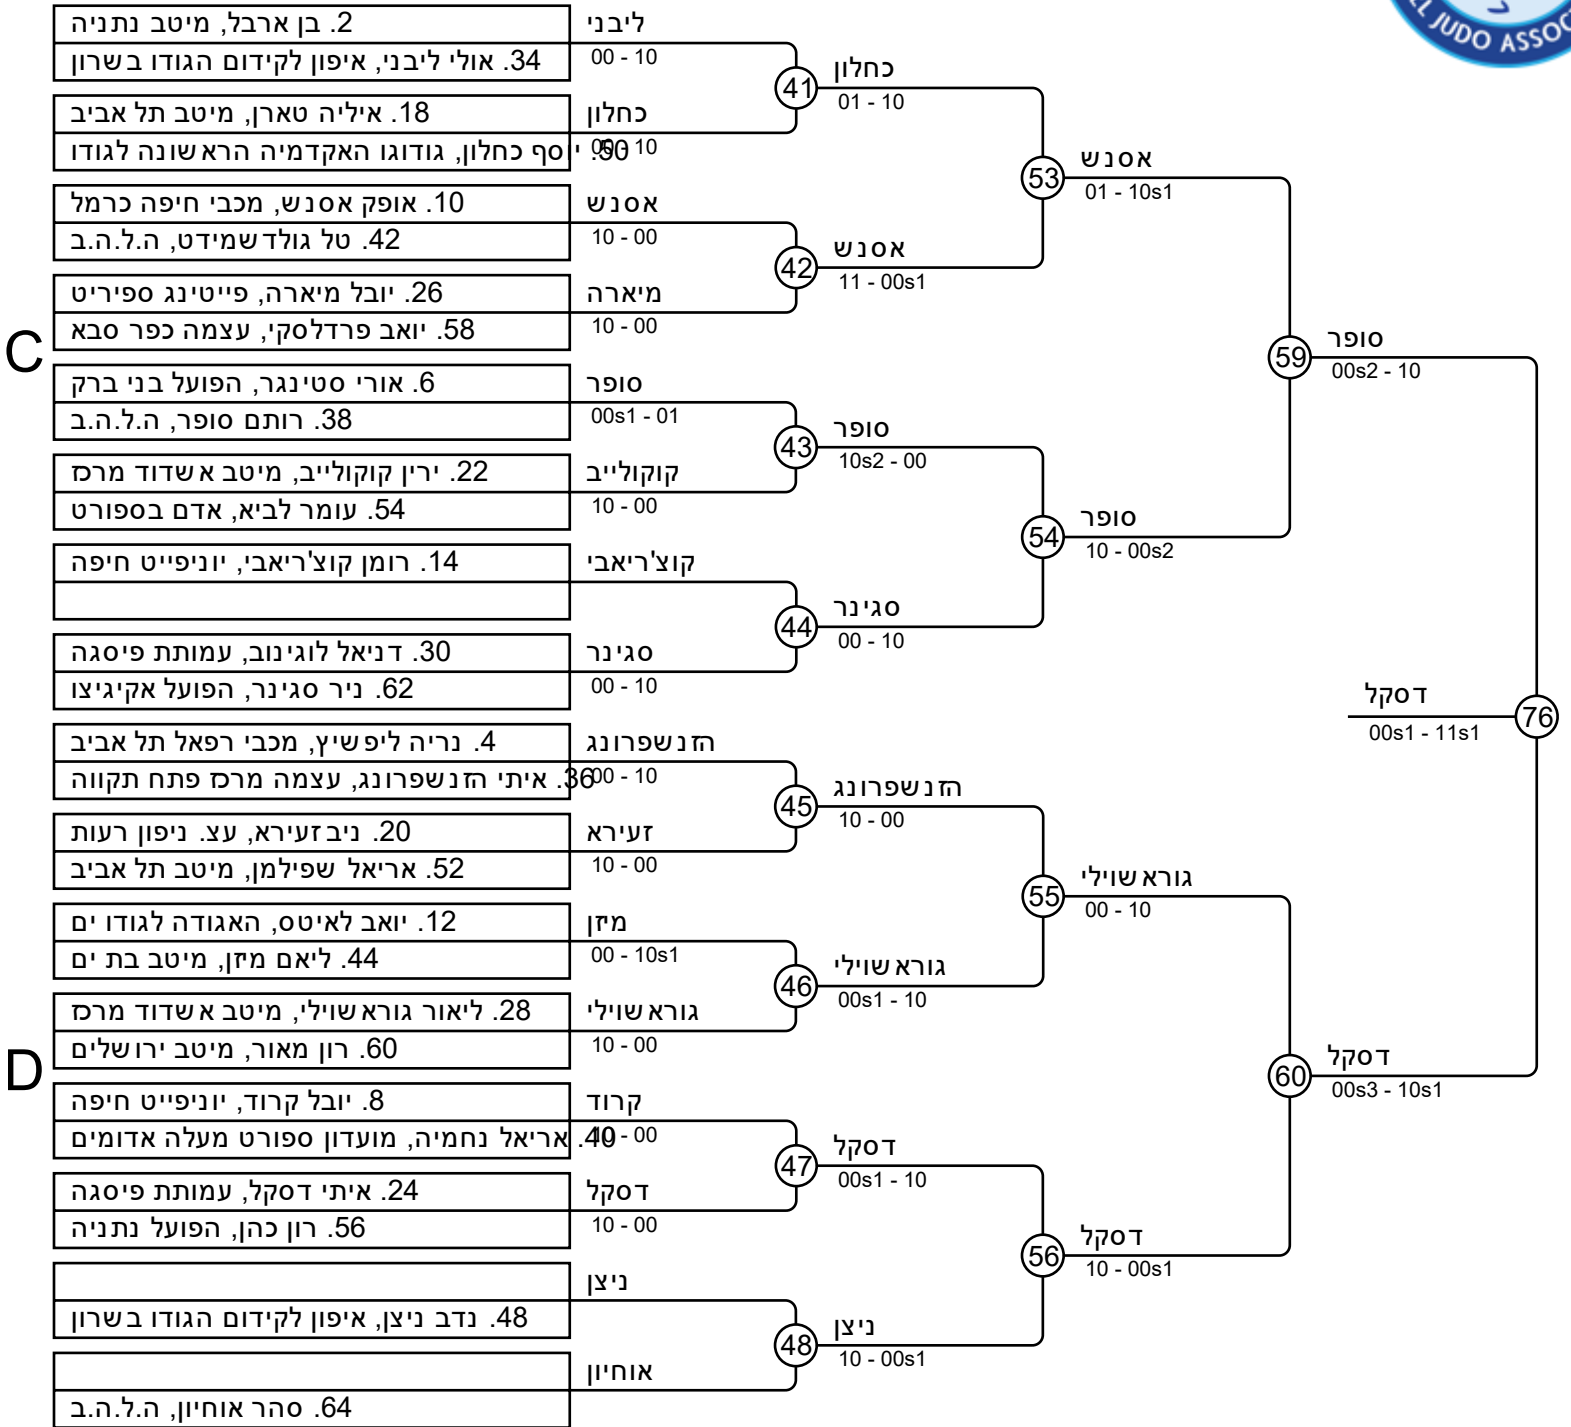 2. בן ארבל, מיטב נתניה
34. אולי ליבני, איפון לקידום הגודו בשרון
ליבני
00 - 10
18. איליה טארן, מיטב תל אביב
50. יוסף כחלון, גודוגו האקדמיה הראשונה לגודו
כחלון
00 - 10
41
כחלון
01 - 10
10. אופק אסנש, מכבי חיפה כרמל
42. טל גולדשמידט, ה.ל.ה.ב
אסנש
10 - 00
26. יובל מיארה, פייטינג ספיריט
58. יואב פרדלסקי, עצמה כפר סבא
מיארה
10 - 00
42
אסנש
11 - 00s1
53
אסנש
01 - 10s1
C
6. אורי סטינגר, הפועל בני ברק
38. רותם סופר, ה.ל.ה.ב
סופר
00s1 - 01
22. ירין קוקולייב, מיטב אשדוד מרכז
54. עומר לביא, אדם בספורט
קוקולייב
10 - 00
43
סופר
10s2 - 00
14. רומן קוצ'ריאבי, יוניפייט חיפה
קוצ'ריאבי
30. דניאל לוגינוב, עמותת פיסגה
62. ניר סגינר, הפועל אקיגיצו
סגינר
00 - 10
44
סגינר
00 - 10
54
סופר
10 - 00s2
59
סופר
00s2 - 10
4. נריה ליפשיץ, מכבי רפאל תל אביב
36. איתי הזנשפרונג, עצמה מרכז פתח תקווה
הזנשפרונג
00 - 10
20. ניב זעירא, עצ. ניפון רעות
52. אריאל שפילמן, מיטב תל אביב
זעירא
10 - 00
45
הזנשפרונג
10 - 00
12. יואב לאיטס, האגודה לגודו ים
44. ליאם מיזן, מיטב בת ים
מיזן
00 - 10s1
28. ליאור גוראשוילי, מיטב אשדוד מרכז
60. רון מאור, מיטב ירושלים
גוראשוילי
10 - 00
46
גוראשוילי
00s1 - 10
55
גוראשוילי
00 - 10
D
8. יובל קרוד, יוניפייט חיפה
40. אריאל נחמיה, מועדון ספורט מעלה אדומים
קרוד
10 - 00
24. איתי דסקל, עמותת פיסגה
56. רון כהן, הפועל נתניה
דסקל
10 - 00
47
דסקל
00s1 - 10
48. נדב ניצן, איפון לקידום הגודו בשרון
ניצן
64. סהר אוחיון, ה.ל.ה.ב
אוחיון
48
ניצן
10 - 00s1
56
דסקל
10 - 00s1
60
דסקל
00s3 - 10s1
76
דסקל
00s1 - 11s1
JUDO